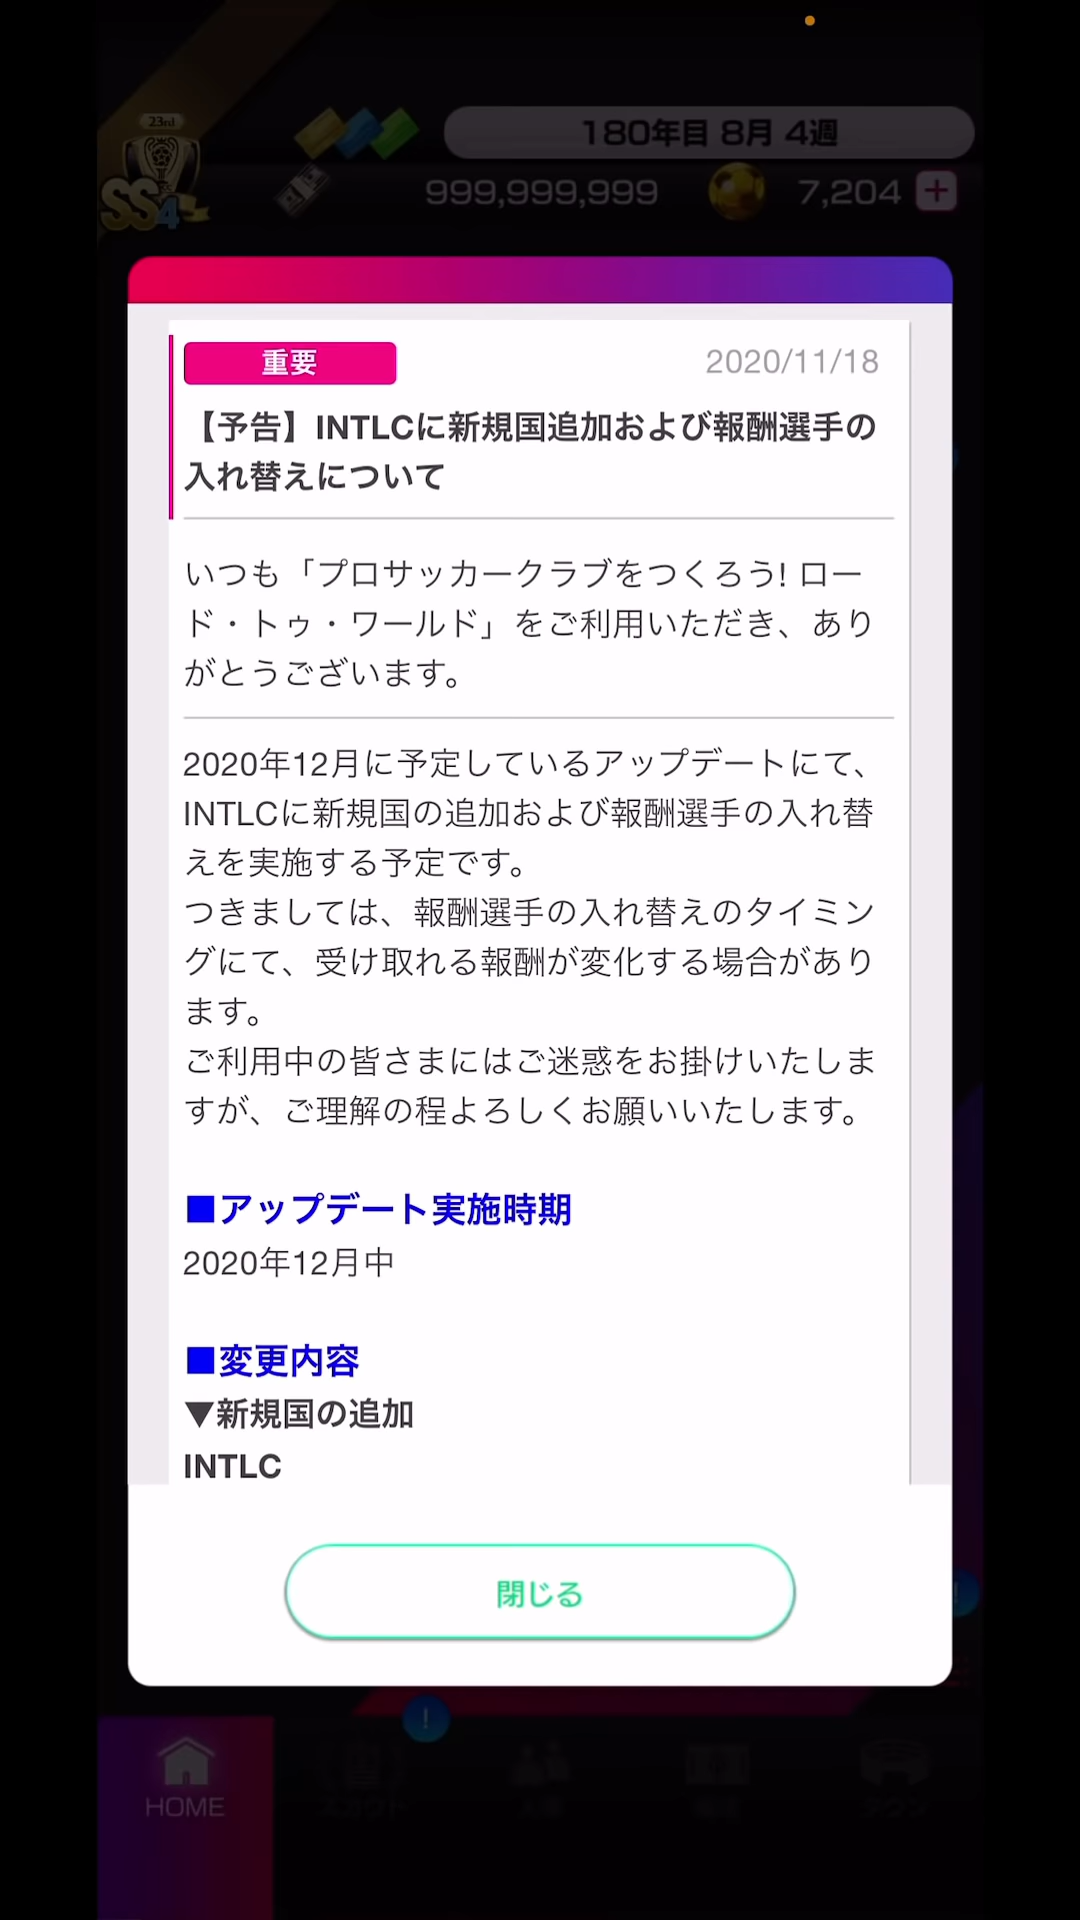 23rd
180年目 8月 4週
SS4
999,999,999
7,204
重要
2020/11/18
【予告】INTLCに新規国追加および報酬選手の
入れ替えについて
いつも「プロサッカークラブをつくろう! ロー
ド・トゥ・ワールド」をご利用いただき、あり
がとうございます。
2020年12月に予定しているアップデートにて、
INTLCに新規国の追加および報酬選手の入れ替
えを実施する予定です。
つきましては、報酬選手の入れ替えのタイミン
グにて、受け取れる報酬が変化する場合があり
ます。
ご利用中の皆さまにはご迷惑をお掛けいたしま
すが、ご理解の程よろしくお願いいたします。
■アップデート実施時期
2020年12月中
■変更内容
▼新規国の追加
INTLC
閉じる
HOME